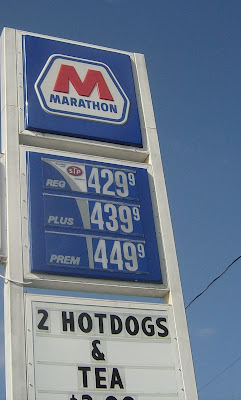 M
MARATHON
STP
REG 429 9
PLUS 439 9
PREM 449 9
2 HOTDOGS
&
TEA